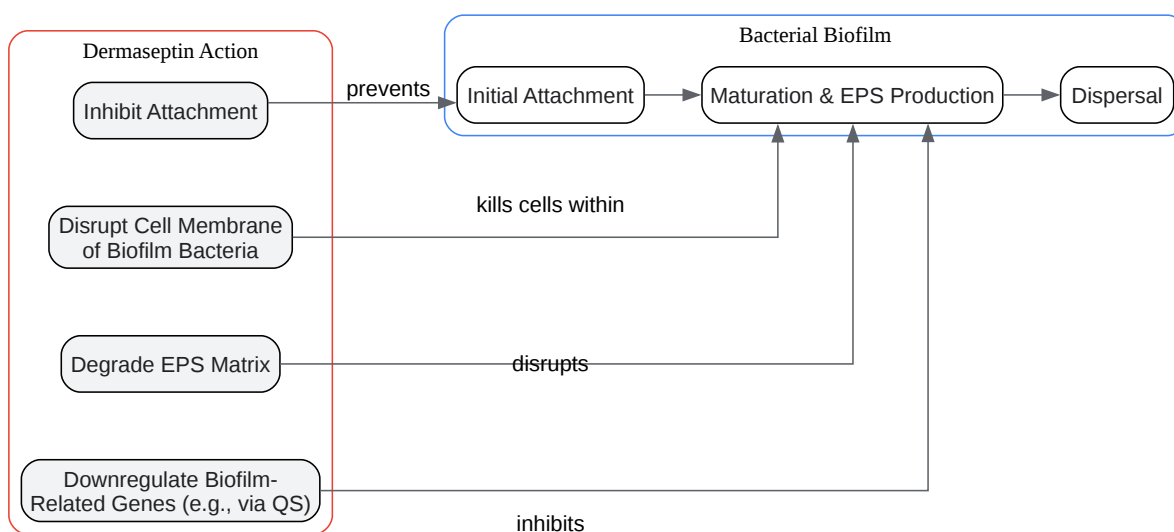 Dermaseptin Action
Bacterial Biofilm
Inhibit Attachment
prevents
Initial Attachment
Maturation & EPS Production
Dispersal
Disrupt Cell Membrane
of Biofilm Bacteria
kills cells within
Degrade EPS Matrix
disrupts
Downregulate Biofilm-
Related Genes (e.g., via QS)
inhibits